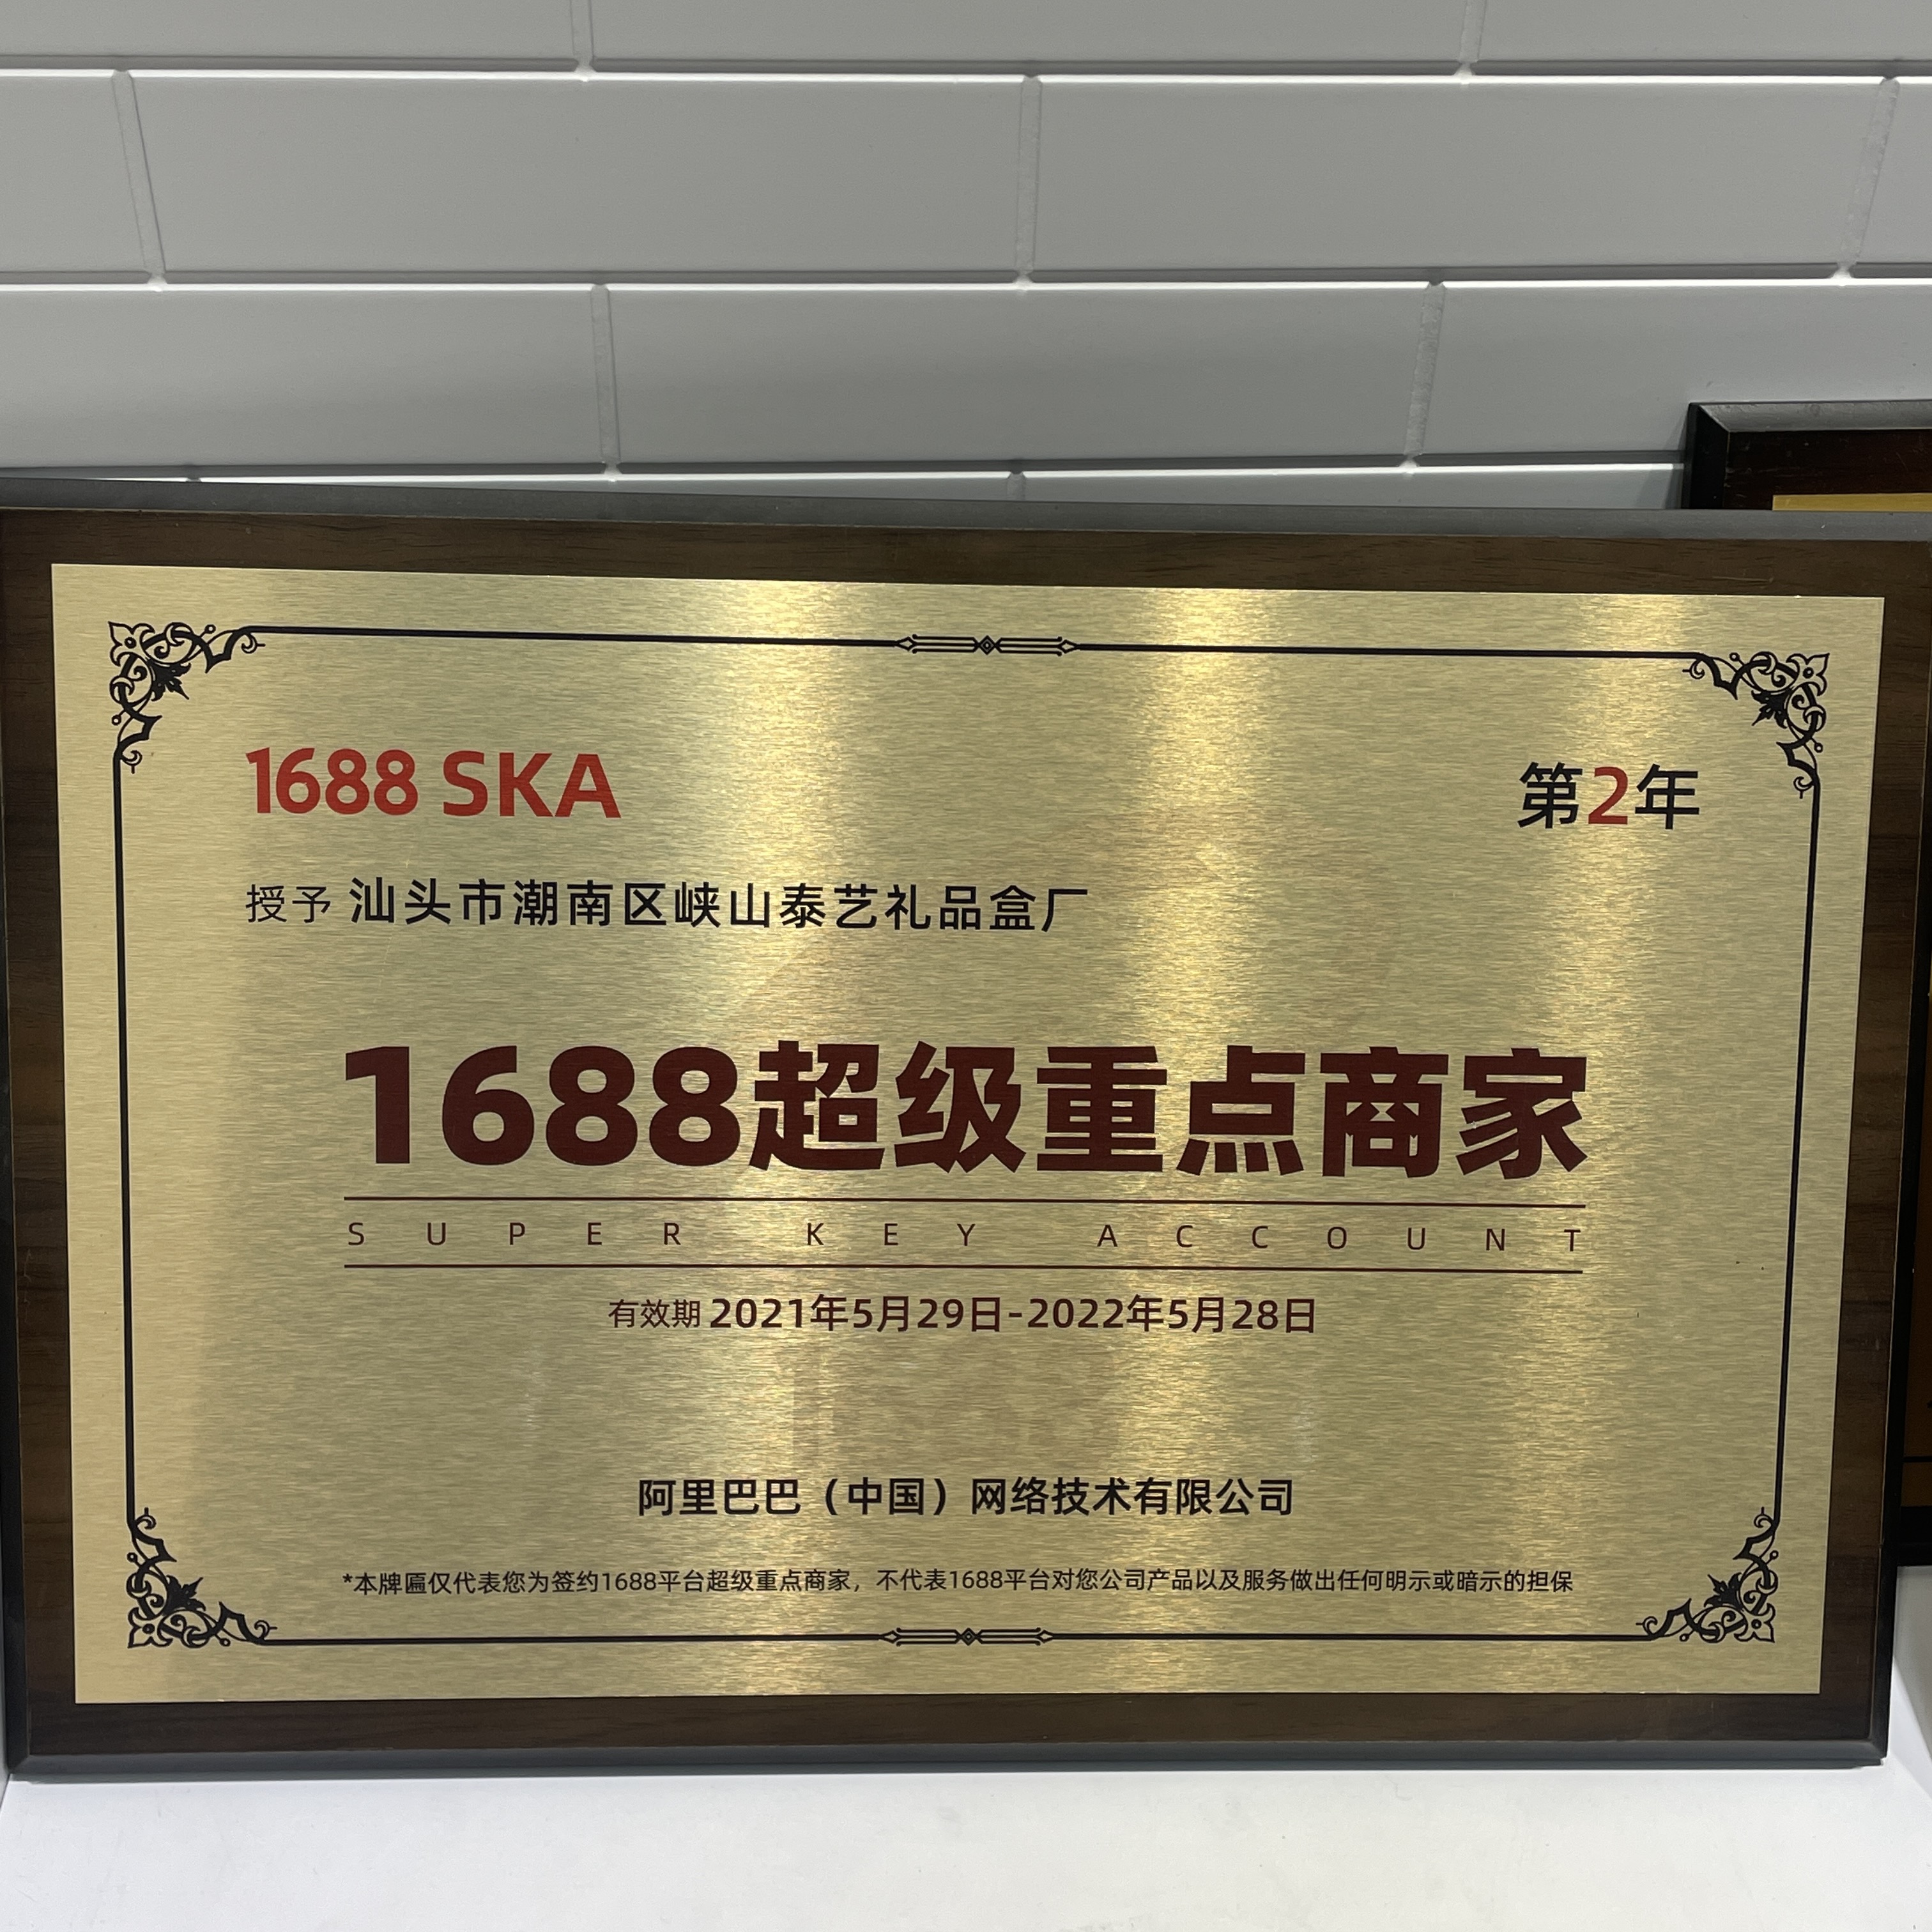 1688 SKA
第2年
授予 汕头市潮南区峡山泰艺礼品盒厂
1688超级重点商家
SUPER KEY ACCOUNT
有效期 2021年5月29日-2022年5月28日
阿里巴巴（中国）网络技术有限公司
*本牌匾仅代表您为签约1688平台超级重点商家，不代表1688平台对您公司产品以及服务做出任何明示或暗示的担保